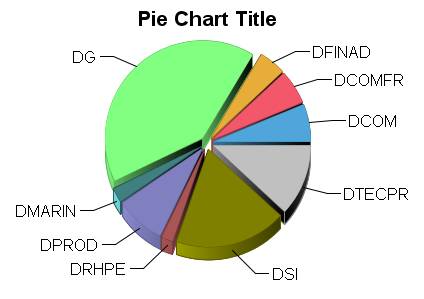 Pie Chart Title
DG
DFINAD
DCOMFR
DCOM
DTECPR
DMARIN
DPROD
DRHPE
DSI